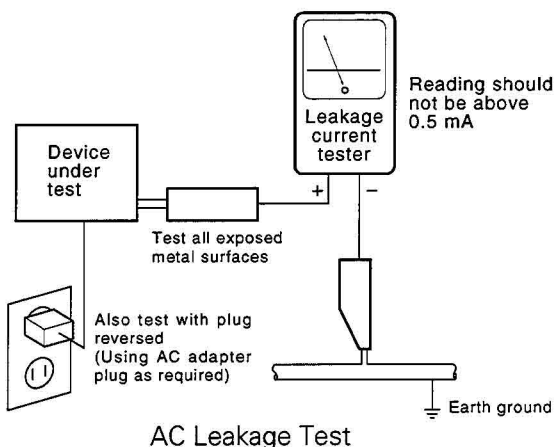 Device
under
test
Leakage
current
tester
Reading should
not be above
0.5 mA
+
−
Test all exposed
metal surfaces
Also test with plug
reversed
(Using AC adapter
plug as required)
Earth ground
AC Leakage Test